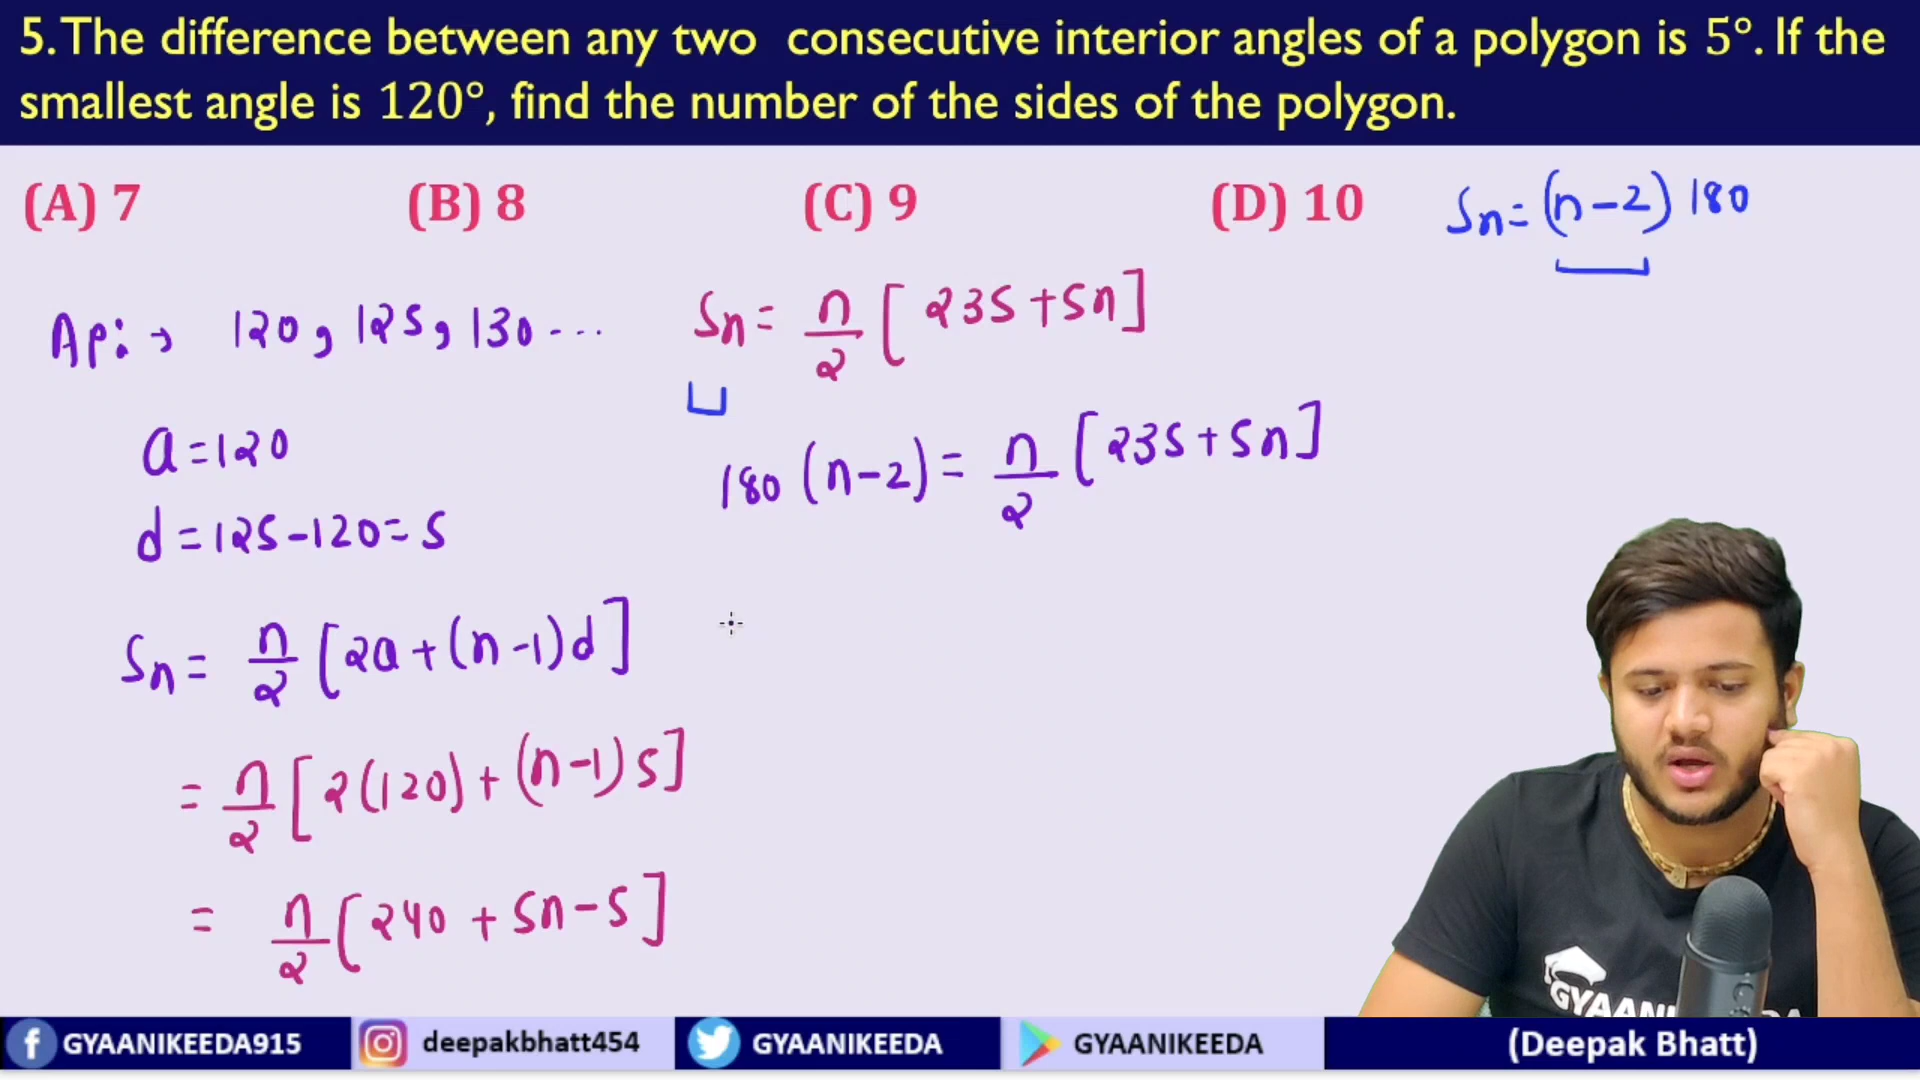 5. The difference between any two consecutive interior angles of a polygon is 5°. If the
smallest angle is 120°, find the number of the sides of the polygon.
(A) 7 (B) 8 (C) 9 (D) 10
Sn = (n-2) 180
Ap: → 120, 125, 130 ...
a = 120
d = 125-120 = 5
Sn = n/2 [2a + (n-1)d]
= n/2 [2(120) + (n-1)5]
= n/2 [240 + 5n - 5]
Sn = n/2 [235 + 5n]
180 (n-2) = n/2 [235 + 5n]
GYAANIKEEDA915 deepakbhatt454 GYAANIKEEDA GYAANIKEEDA (Deepak Bhatt)